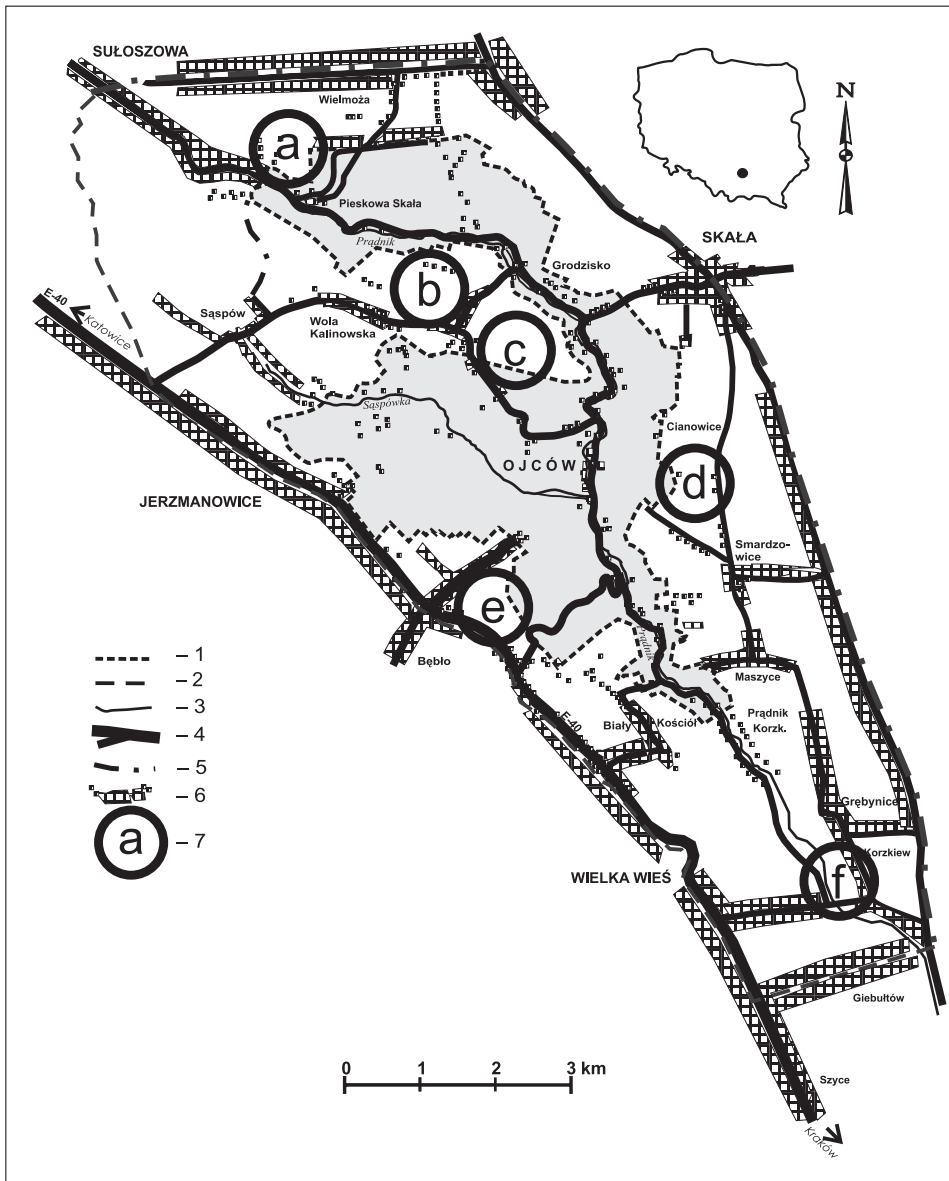 SUŁOSZOWA
Wielmoża
N
a
Pieskowa Skała
Prądnik
SKAŁA
Grodzisko
b
E-40
Katowice
Sąspów
Wola
Kalinowska
c
Sąspówka
Cianowice
OJCÓW
d
JERZMANOWICE
Smardzo-
wice
e
Bębło
Prądnik
Maszyce
– 1
– 2
– 3
– 4
– 5
– 6
a – 7
E-40
Biały
Kościół
Prądnik
Korzk.
Grębynice
Korzkiew
WIELKA WIEŚ
f
Giebułtów
0 1 2 3 km
Szyce
Kraków